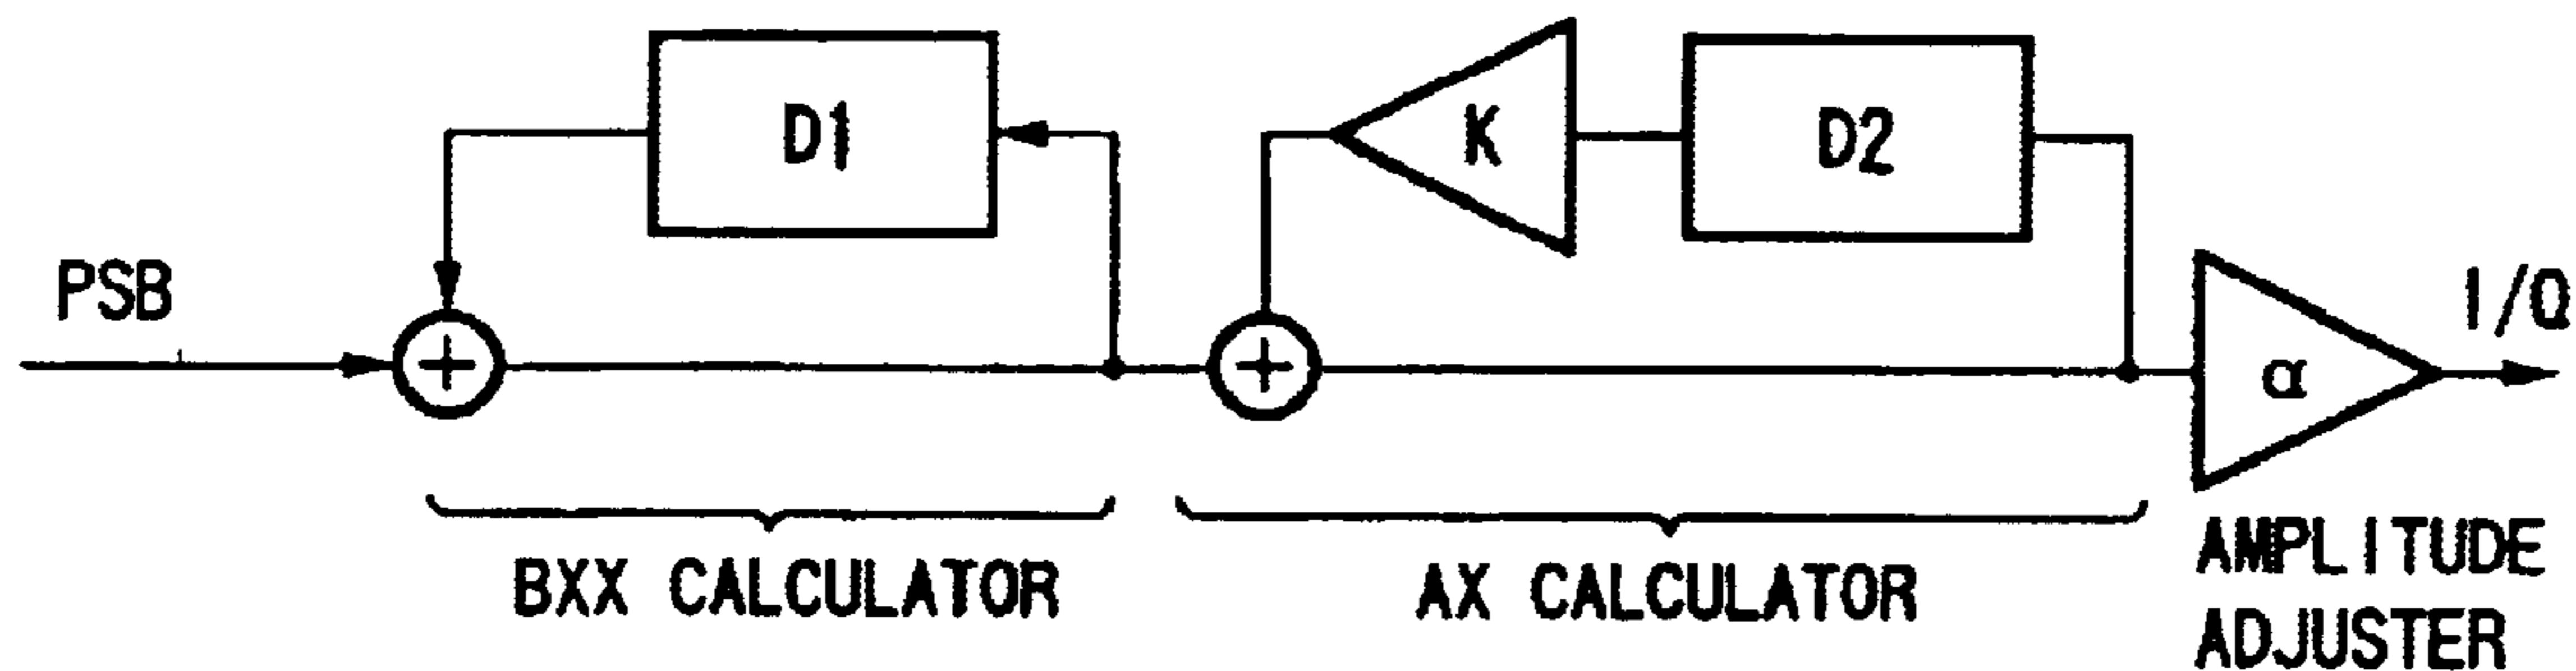 D1
K
D2
PSB
+
+
α
I/Q
BXX CALCULATOR
AX CALCULATOR
AMPLITUDE
ADJUSTER